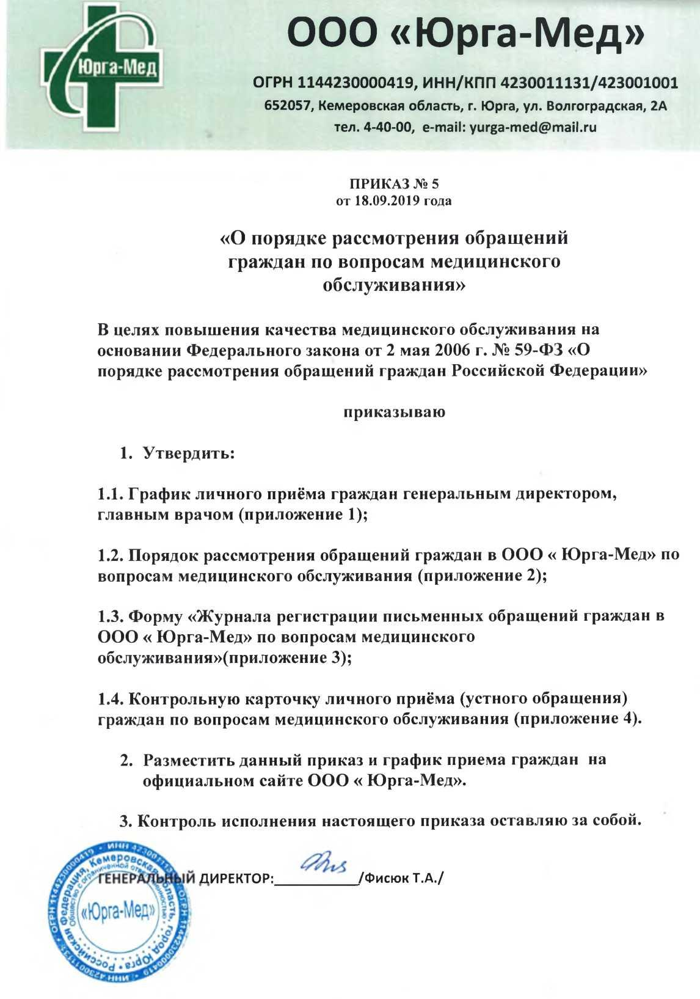 Юрга-Мед
ООО «Юрга-Мед»
ОГРН 1144230000419, ИНН/КПП 4230011131/423001001
652057, Кемеровская область, г. Юрга, ул. Волгоградская, 2А
тел. 4-40-00, e-mail: yurga-med@mail.ru
ПРИКАЗ № 5
от 18.09.2019 года
«О порядке рассмотрения обращений
граждан по вопросам медицинского
обслуживания»
В целях повышения качества медицинского обслуживания на
основании Федерального закона от 2 мая 2006 г. № 59-ФЗ «О
порядке рассмотрения обращений граждан Российской Федерации»
приказываю
1. Утвердить:
1.1. График личного приёма граждан генеральным директором,
главным врачом (приложение 1);
1.2. Порядок рассмотрения обращений граждан в ООО « Юрга-Мед» по
вопросам медицинского обслуживания (приложение 2);
1.3. Форму «Журнала регистрации письменных обращений граждан в
ООО « Юрга-Мед» по вопросам медицинского
обслуживания»(приложение 3);
1.4. Контрольную карточку личного приёма (устного обращения)
граждан по вопросам медицинского обслуживания (приложение 4).
2. Разместить данный приказ и график приема граждан на
официальном сайте ООО « Юрга-Мед».
3. Контроль исполнения настоящего приказа оставляю за собой.
ГЕНЕРАЛЬНЫЙ ДИРЕКТОР:___________/Фисюк Т.А./
ИНН 4230011131 • ОГРН 1144230000419 • ИНН 4230011131 • ОГРН 1144230000419
Российская Федерация, Кемеровская область, город Юрга
Общество с ограниченной ответственностью
«Юрга-Мед»